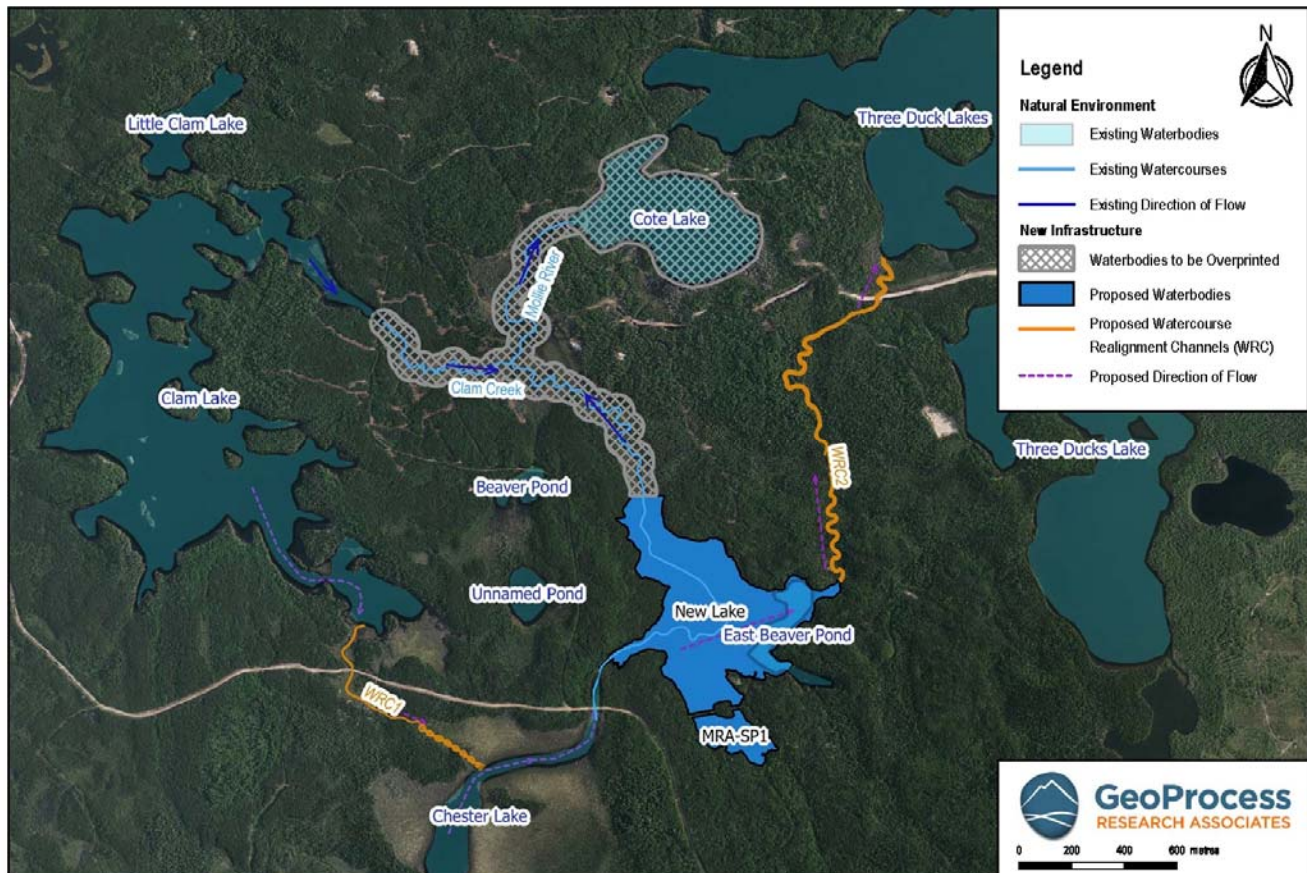 Little Clam Lake
Three Duck Lakes
Cote Lake
Mollie River
Clam Creek
Clam Lake
Beaver Pond
Unnamed Pond
New Lake
East Beaver Pond
MRA-SP1
WRC1
WRC2
Chester Lake
Three Ducks Lake
N
Legend
Natural Environment
Existing Waterbodies
Existing Watercourses
Existing Direction of Flow
New Infrastructure
Waterbodies to be Overprinted
Proposed Waterbodies
Proposed Watercourse
Realignment Channels (WRC)
Proposed Direction of Flow
GeoProcess
RESEARCH ASSOCIATES
0 200 400 600 metres